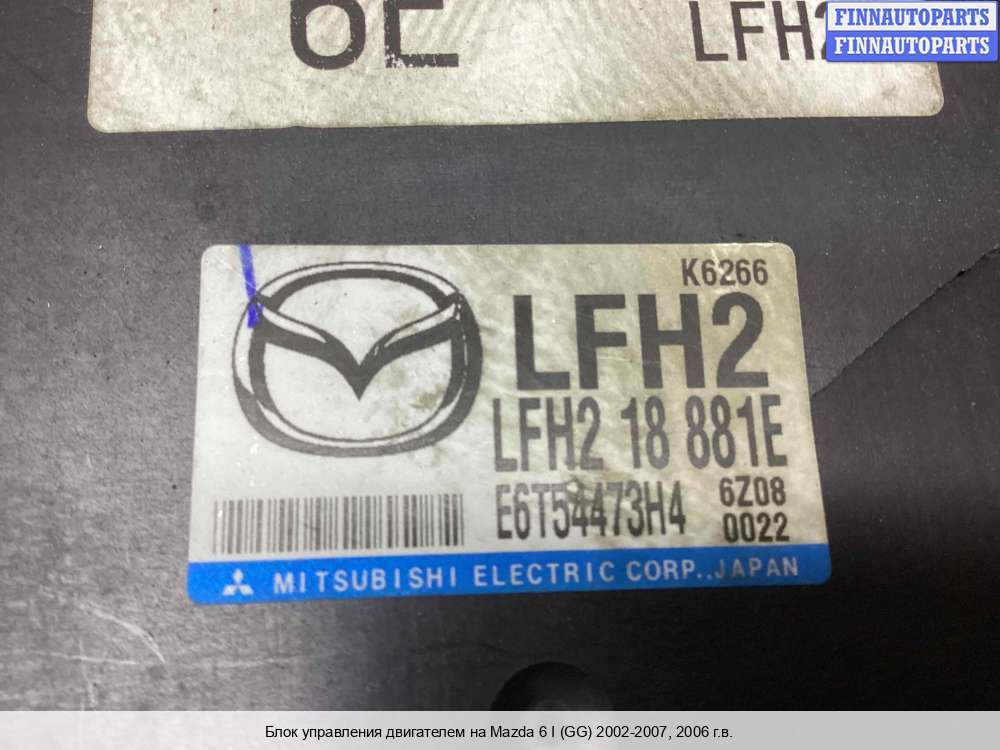 6E
LFH2
FINNAUTOPARTS
FINNAUTOPARTS
K6266
LFH2
LFH2 18 881E
E6T54473H4
6Z08
0022
MITSUBISHI ELECTRIC CORP., JAPAN
Блок управления двигателем на Mazda 6 I (GG) 2002-2007, 2006 г.в.